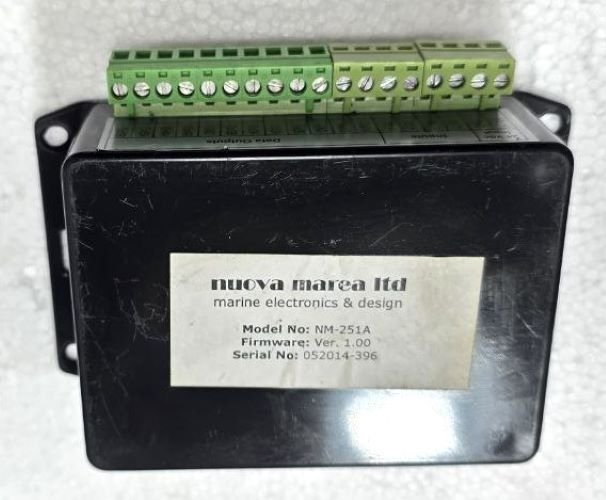 Data Outputs
Inputs
nuova marea ltd
marine electronics & design
Model No: NM-251A
Firmware: Ver. 1.00
Serial No: 052014-396